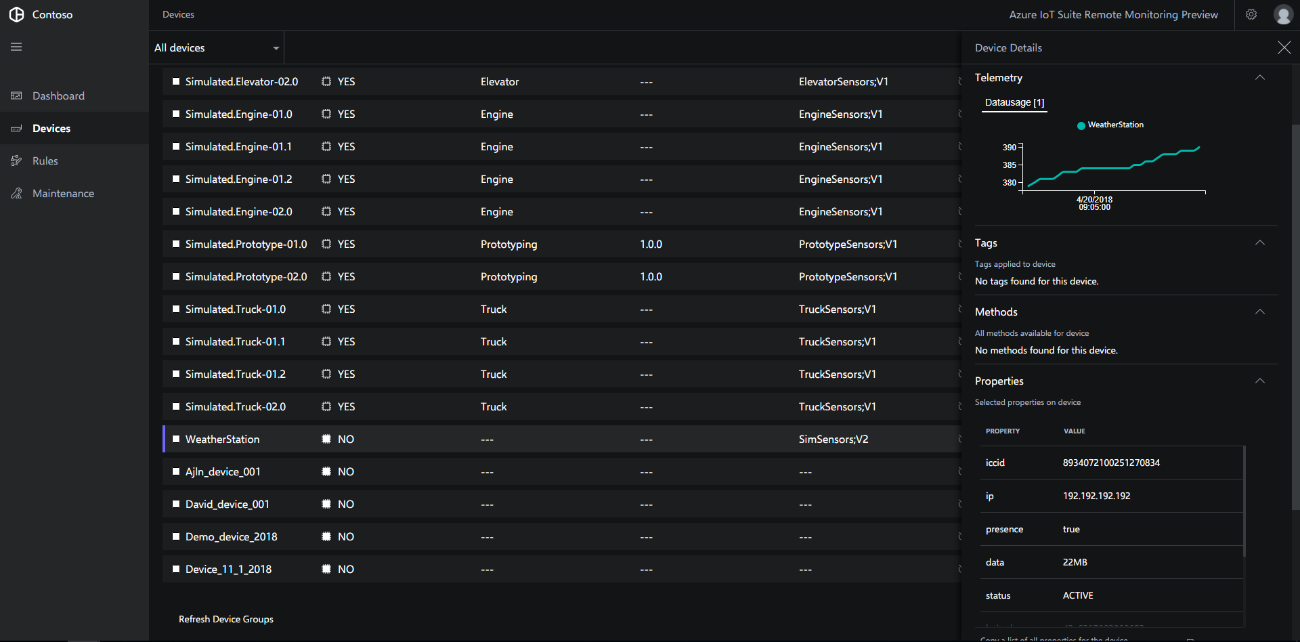 Contoso
Devices
Azure IoT Suite Remote Monitoring Preview
All devices
Device Details
Dashboard
Devices
Rules
Maintenance
Simulated.Elevator-02.0 YES Elevator --- ElevatorSensors;V1
Simulated.Engine-01.0 YES Engine --- EngineSensors;V1
Simulated.Engine-01.1 YES Engine --- EngineSensors;V1
Simulated.Engine-01.2 YES Engine --- EngineSensors;V1
Simulated.Engine-02.0 YES Engine --- EngineSensors;V1
Simulated.Prototype-01.0 YES Prototyping 1.0.0 PrototypeSensors;V1
Simulated.Prototype-02.0 YES Prototyping 1.0.0 PrototypeSensors;V1
Simulated.Truck-01.0 YES Truck --- TruckSensors;V1
Simulated.Truck-01.1 YES Truck --- TruckSensors;V1
Simulated.Truck-01.2 YES Truck --- TruckSensors;V1
Simulated.Truck-02.0 YES Truck --- TruckSensors;V1
WeatherStation NO --- --- SimSensors;V2
Ajln_device_001 NO --- --- ---
David_device_001 NO --- --- ---
Demo_device_2018 NO --- --- ---
Device_11_1_2018 NO --- --- ---
Refresh Device Groups
Telemetry
Datausage [1]
WeatherStation
390
385
380
4/20/2018
09:05:00
Tags
Tags applied to device
No tags found for this device.
Methods
All methods available for device
No methods found for this device.
Properties
Selected properties on device
PROPERTY VALUE
iccid 8934072100251270834
ip 192.192.192.192
presence true
data 22MB
status ACTIVE
Copy a list of all properties for the device